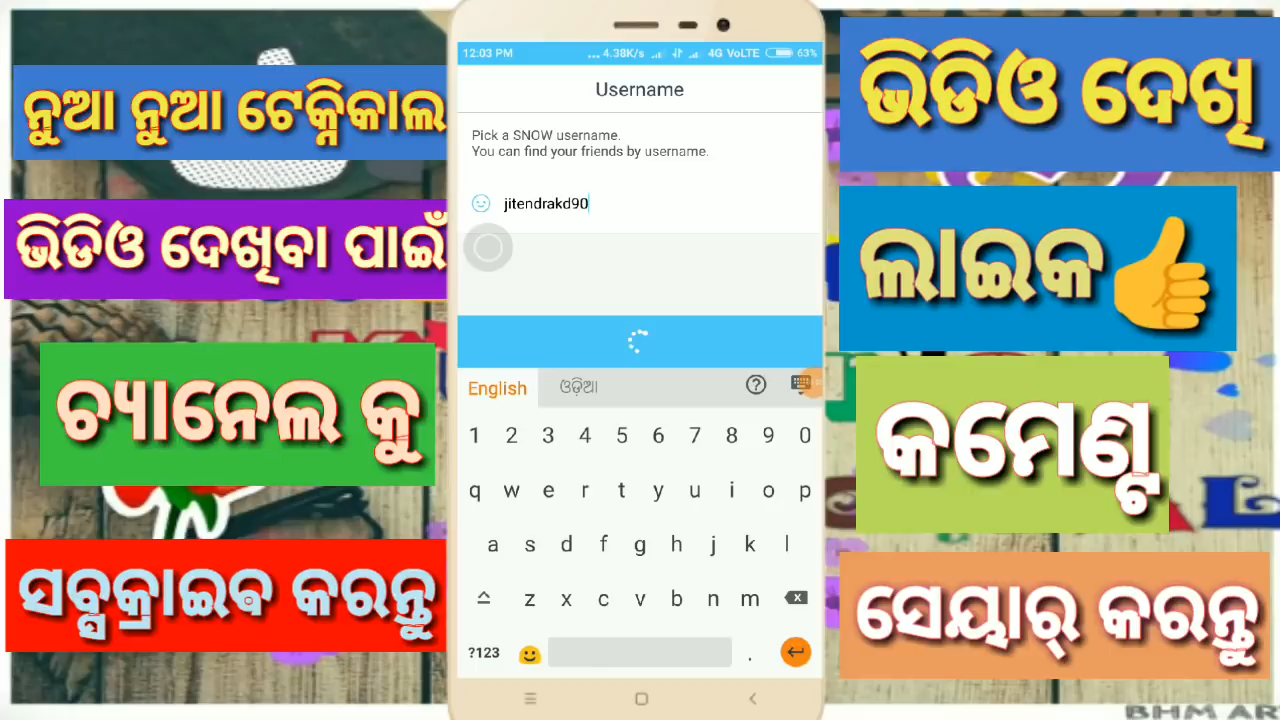 ନୂଆ ନୂଆ ଟେକ୍ନିକାଲ
ଭିଡିଓ ଦେଖିବା ପାଇଁ
ଚ୍ୟାନେଲ କୁ
ସବ୍ସକ୍ରାଇବ କରନ୍ତୁ
12:03 PM
... 4.38K/s
4G VoLTE
63%
Username
Pick a SNOW username.
You can find your friends by username.
jitendrakd90
English
ଓଡ଼ିଆ
?
1 2 3 4 5 6 7 8 9 0
q w e r t y u i o p
a s d f g h j k l
z x c v b n m
?123
.
ଭିଡିଓ ଦେଖି
ଲାଇକ
କମେଣ୍ଟ
ସେୟାର୍ କରନ୍ତୁ
BHM AR